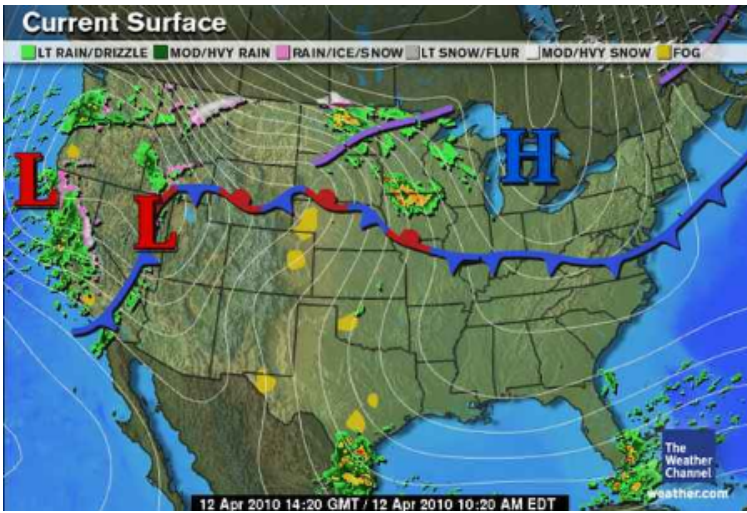 Current Surface
LT RAIN/DRIZZLE MOD/HVY RAIN RAIN/ICE/SNOW LT SNOW/FLUR MOD/HVY SNOW FOG
H
L
L
The
Weather
Channel
weather.com
12 Apr 2010 14:20 GMT / 12 Apr 2010 10:20 AM EDT